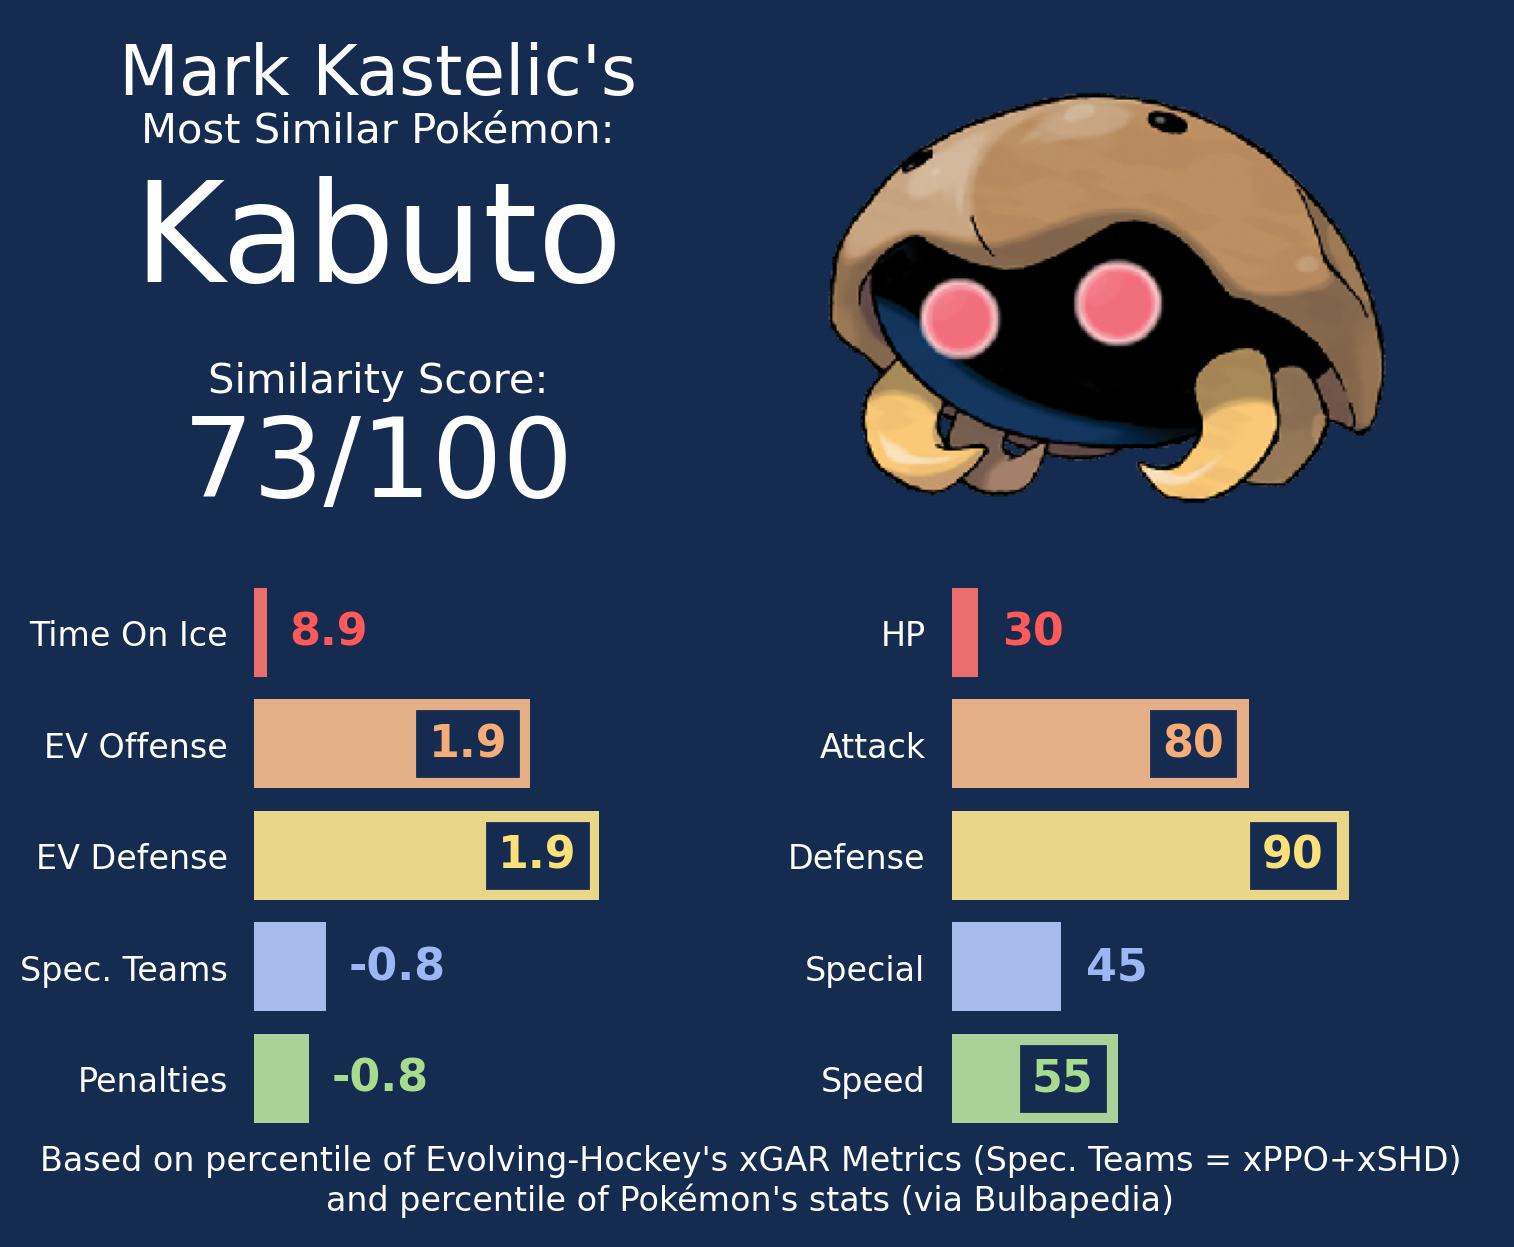 Mark Kastelic's
Most Similar Pokémon:
Kabuto
Similarity Score:
73/100
Time On Ice 8.9
EV Offense 1.9
EV Defense 1.9
Spec. Teams -0.8
Penalties -0.8
HP 30
Attack 80
Defense 90
Special 45
Speed 55
Based on percentile of Evolving-Hockey's xGAR Metrics (Spec. Teams = xPPO+xSHD)
and percentile of Pokémon's stats (via Bulbapedia)